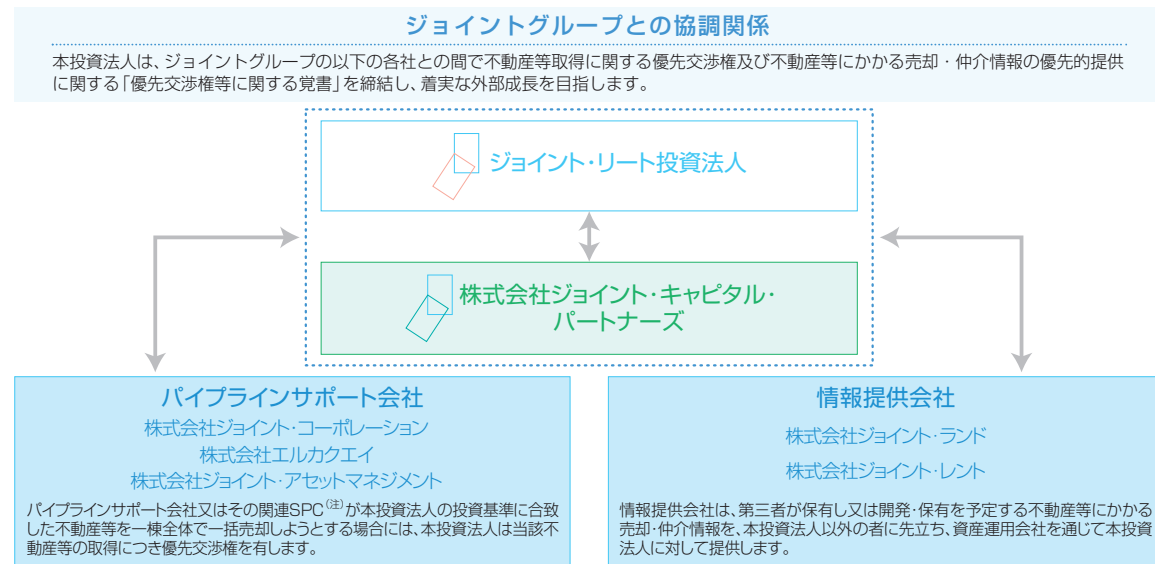 ジョイントグループとの協調関係
本投資法人は、ジョイントグループの以下の各社との間で不動産等取得に関する優先交渉権及び不動産等にかかる売却・仲介情報の優先的提供
に関する「優先交渉権等に関する覚書」を締結し、着実な外部成長を目指します。
ジョイント・リート投資法人
株式会社ジョイント・キャピタル・
パートナーズ
パイプラインサポート会社
株式会社ジョイント・コーポレーション
株式会社エルカクエイ
株式会社ジョイント・アセットマネジメント
パイプラインサポート会社又はその関連SPC(注)が本投資法人の投資基準に合致
した不動産等を一棟全体で一括売却しようとする場合には、本投資法人は当該不
動産等の取得につき優先交渉権を有します。
情報提供会社
株式会社ジョイント・ランド
株式会社ジョイント・レント
情報提供会社は、第三者が保有し又は開発・保有を予定する不動産等にかかる
売却・仲介情報を、本投資法人以外の者に先立ち、資産運用会社を通じて本投資
法人に対して提供します。